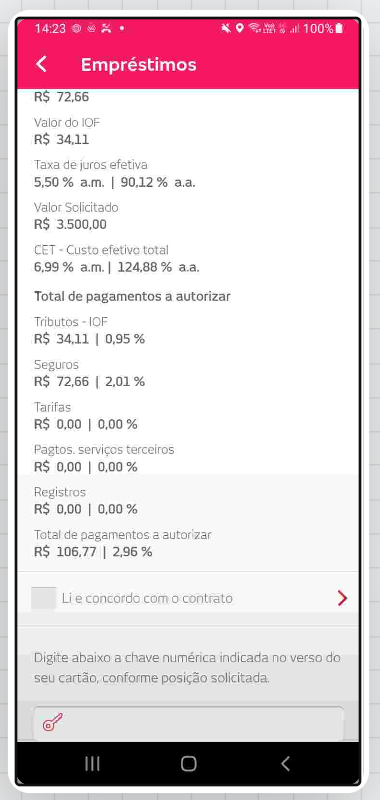 14:23 100%
Empréstimos
R$ 72,66
Valor do IOF
R$ 34,11
Taxa de juros efetiva
5,50 % a.m. | 90,12 % a.a.
Valor Solicitado
R$ 3.500,00
CET - Custo efetivo total
6,99 % a.m. | 124,88 % a.a.
Total de pagamentos a autorizar
Tributos - IOF
R$ 34,11 | 0,95 %
Seguros
R$ 72,66 | 2,01 %
Tarifas
R$ 0,00 | 0,00 %
Pagtos. serviços terceiros
R$ 0,00 | 0,00 %
Registros
R$ 0,00 | 0,00 %
Total de pagamentos a autorizar
R$ 106,77 | 2,96 %
Li e concordo com o contrato
Digite abaixo a chave numérica indicada no verso do
seu cartão, conforme posição solicitada.